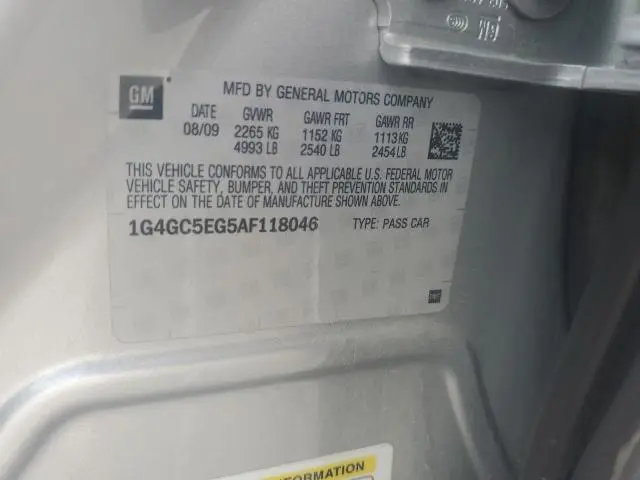 GM
MFD BY GENERAL MOTORS COMPANY
DATE GVWR GAWR FRT GAWR RR
08/09 2265 KG 1152 KG 1113 KG
4993 LB 2540 LB 2454 LB
THIS VEHICLE CONFORMS TO ALL APPLICABLE U.S. FEDERAL MOTOR
VEHICLE SAFETY, BUMPER, AND THEFT PREVENTION STANDARDS IN
EFFECT ON THE DATE OF MANUFACTURE SHOWN ABOVE.
1G4GC5EG5AF118046 TYPE: PASS CAR
INFORMATION